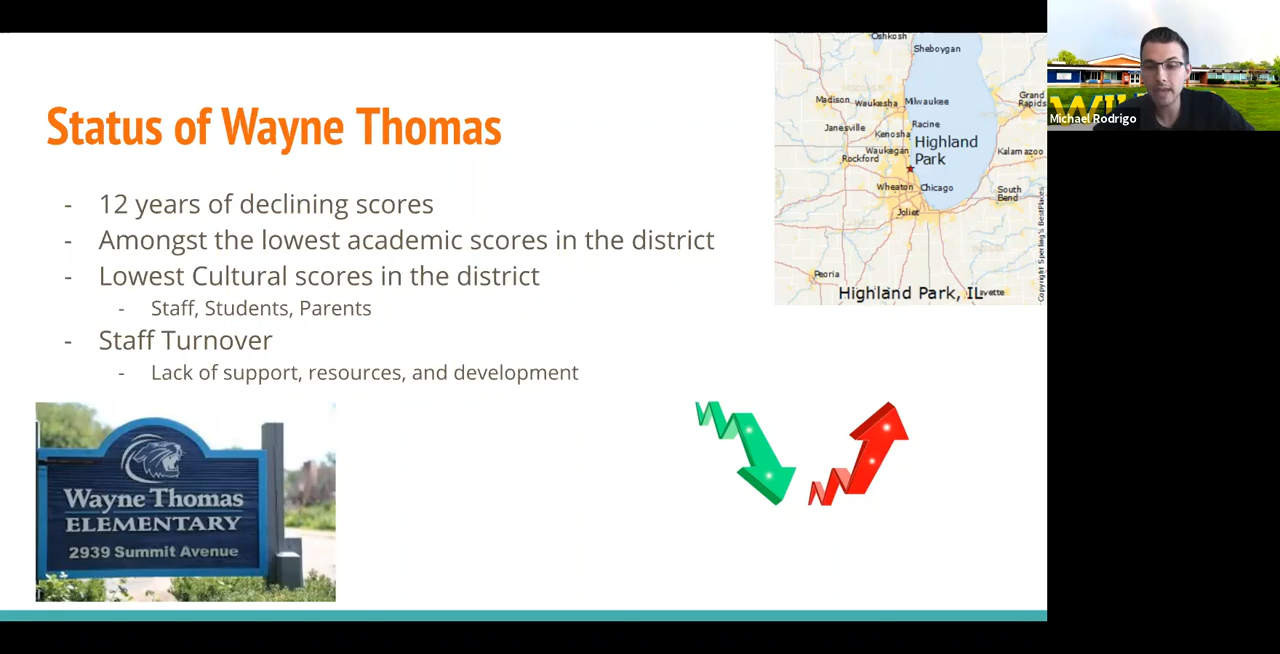 Status of Wayne Thomas
- 12 years of declining scores
- Amongst the lowest academic scores in the district
- Lowest Cultural scores in the district
- Staff, Students, Parents
- Staff Turnover
- Lack of support, resources, and development
Wayne Thomas
ELEMENTARY
2939 Summit Avenue
Oshkosh
Sheboygan
Madison
Waukesha
Milwaukee
Grand
Rapids
Janesville
Racine
Kenosha
Highland
Park
Waukegan
Rockford
Kalamazoo
Wheaton
Chicago
South
Bend
Joliet
Peoria
Highland Park, IL
Copyright Sperling's BestPlaces
Michael Rodrigo